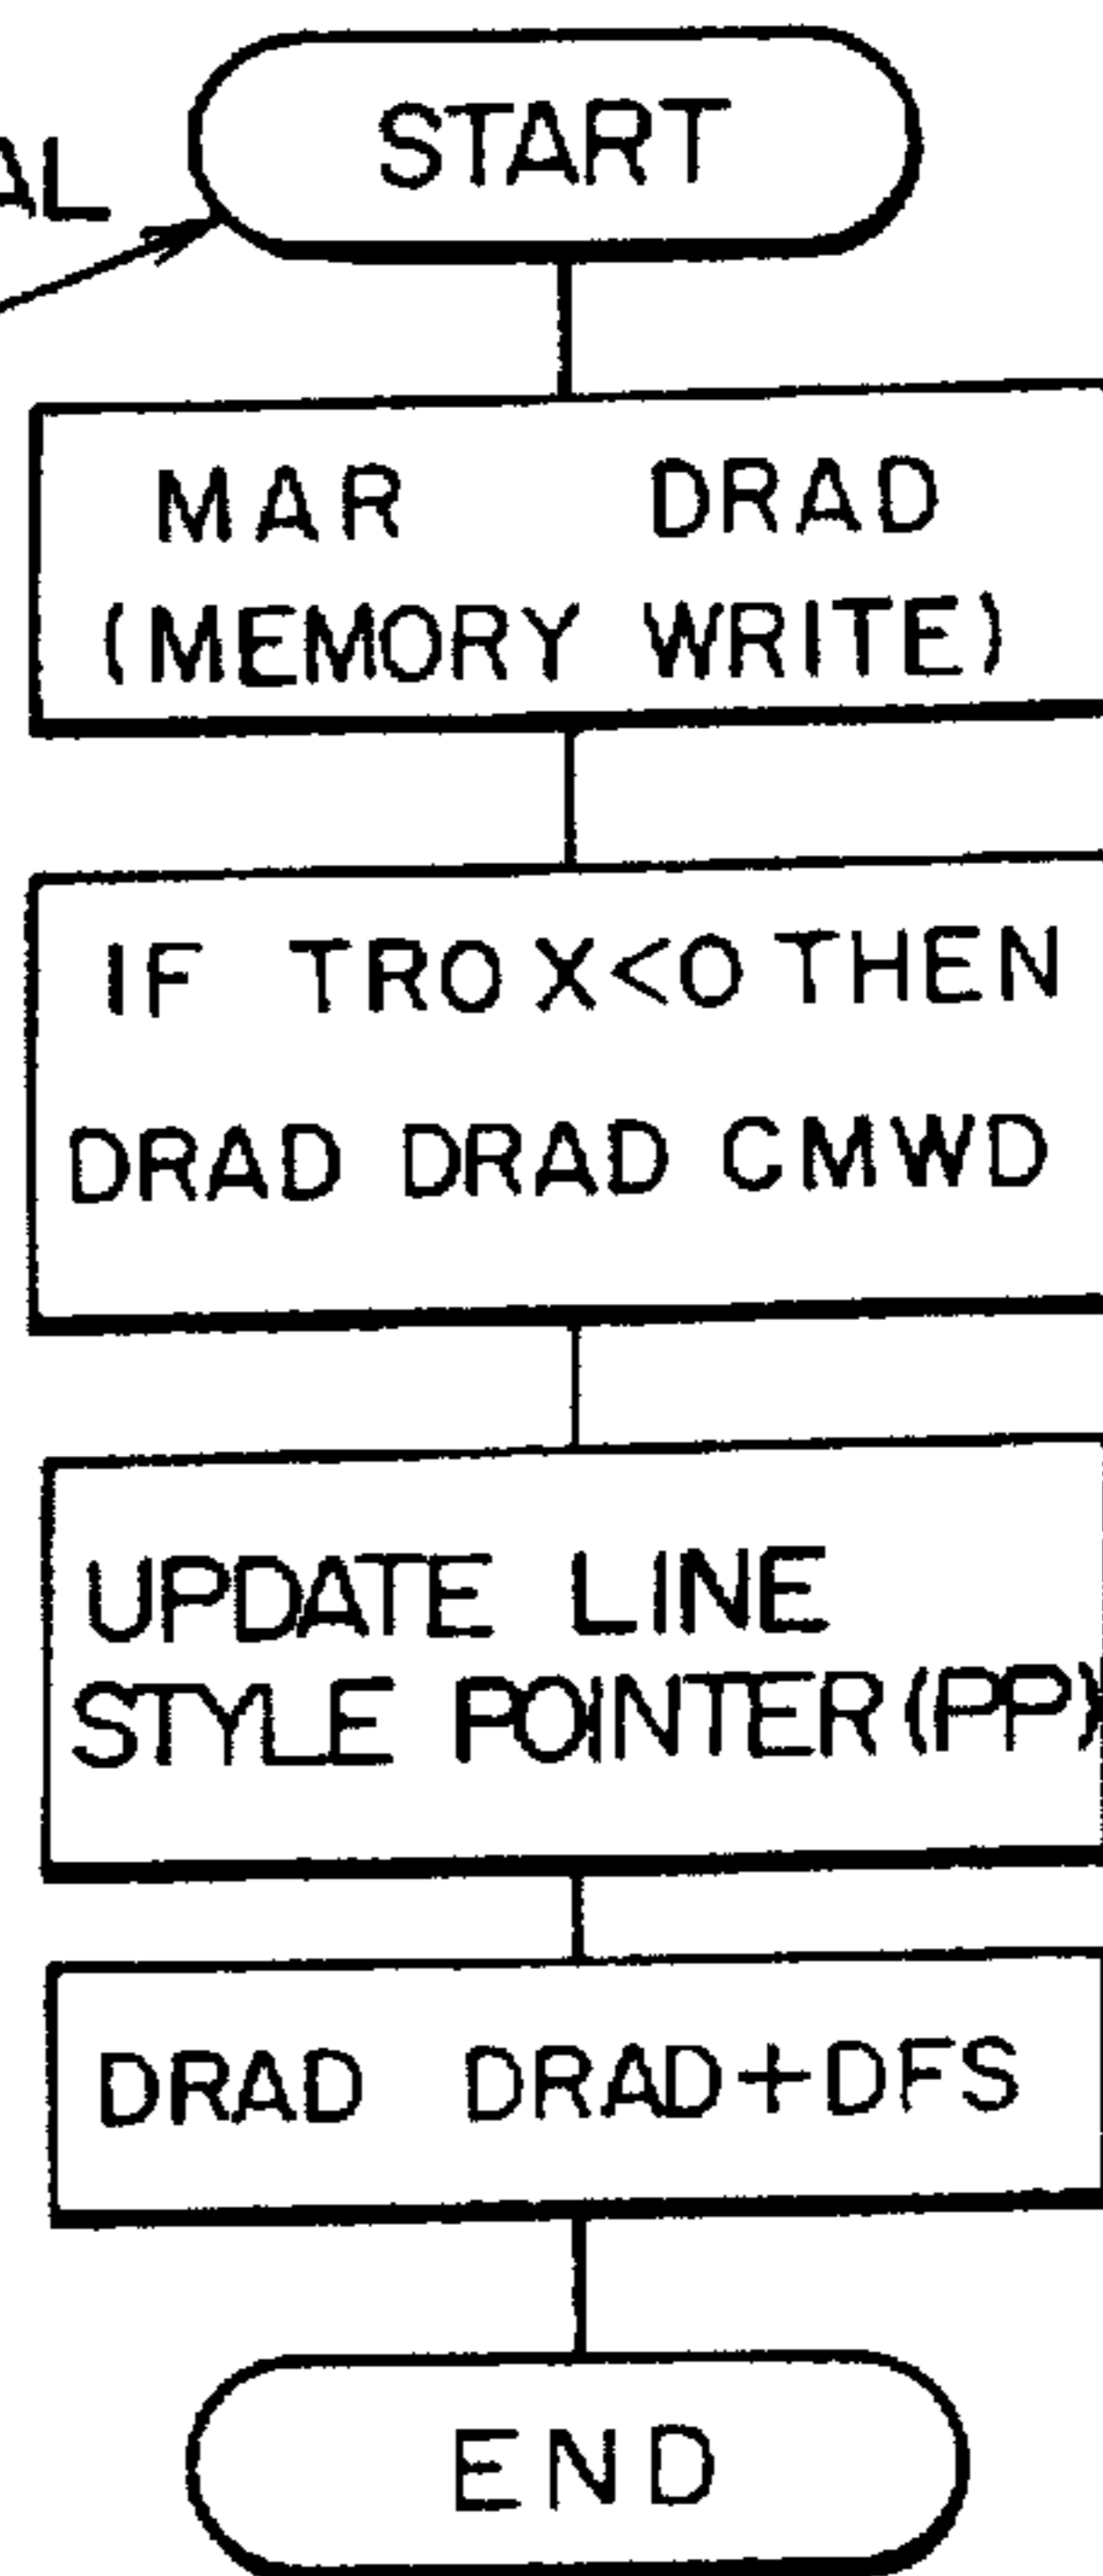 AL
START
MAR DRAD
(MEMORY WRITE)
IF TROX<0 THEN
DRAD DRAD CMWD
UPDATE LINE
STYLE POINTER (PP)
DRAD DRAD+DFS
END